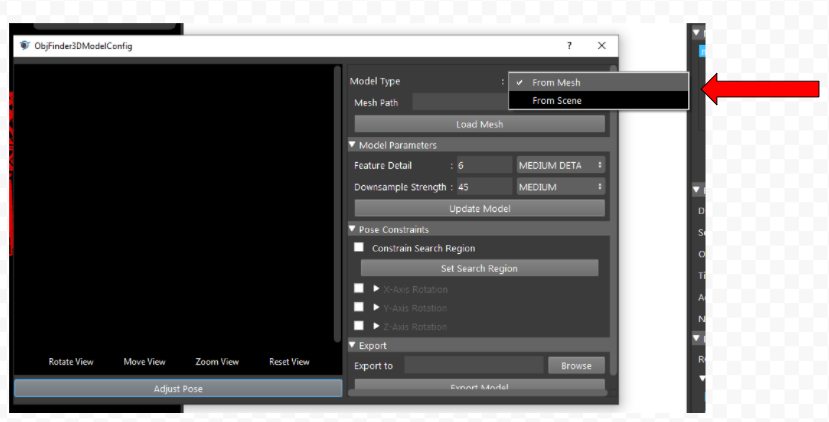 ObjFinder3DModelConfig ? ×
Model Type : ✓ From Mesh
From Scene
Mesh Path
Load Mesh
▼ Model Parameters
Feature Detail : 6 MEDIUM DETA
Downsample Strength : 45 MEDIUM
Update Model
▼ Pose Constraints
Constrain Search Region
Set Search Region
▶ X-Axis Rotation
▶ Y-Axis Rotation
▶ Z-Axis Rotation
▼ Export
Export to Browse
Export Model
Rotate View Move View Zoom View Reset View
Adjust Pose